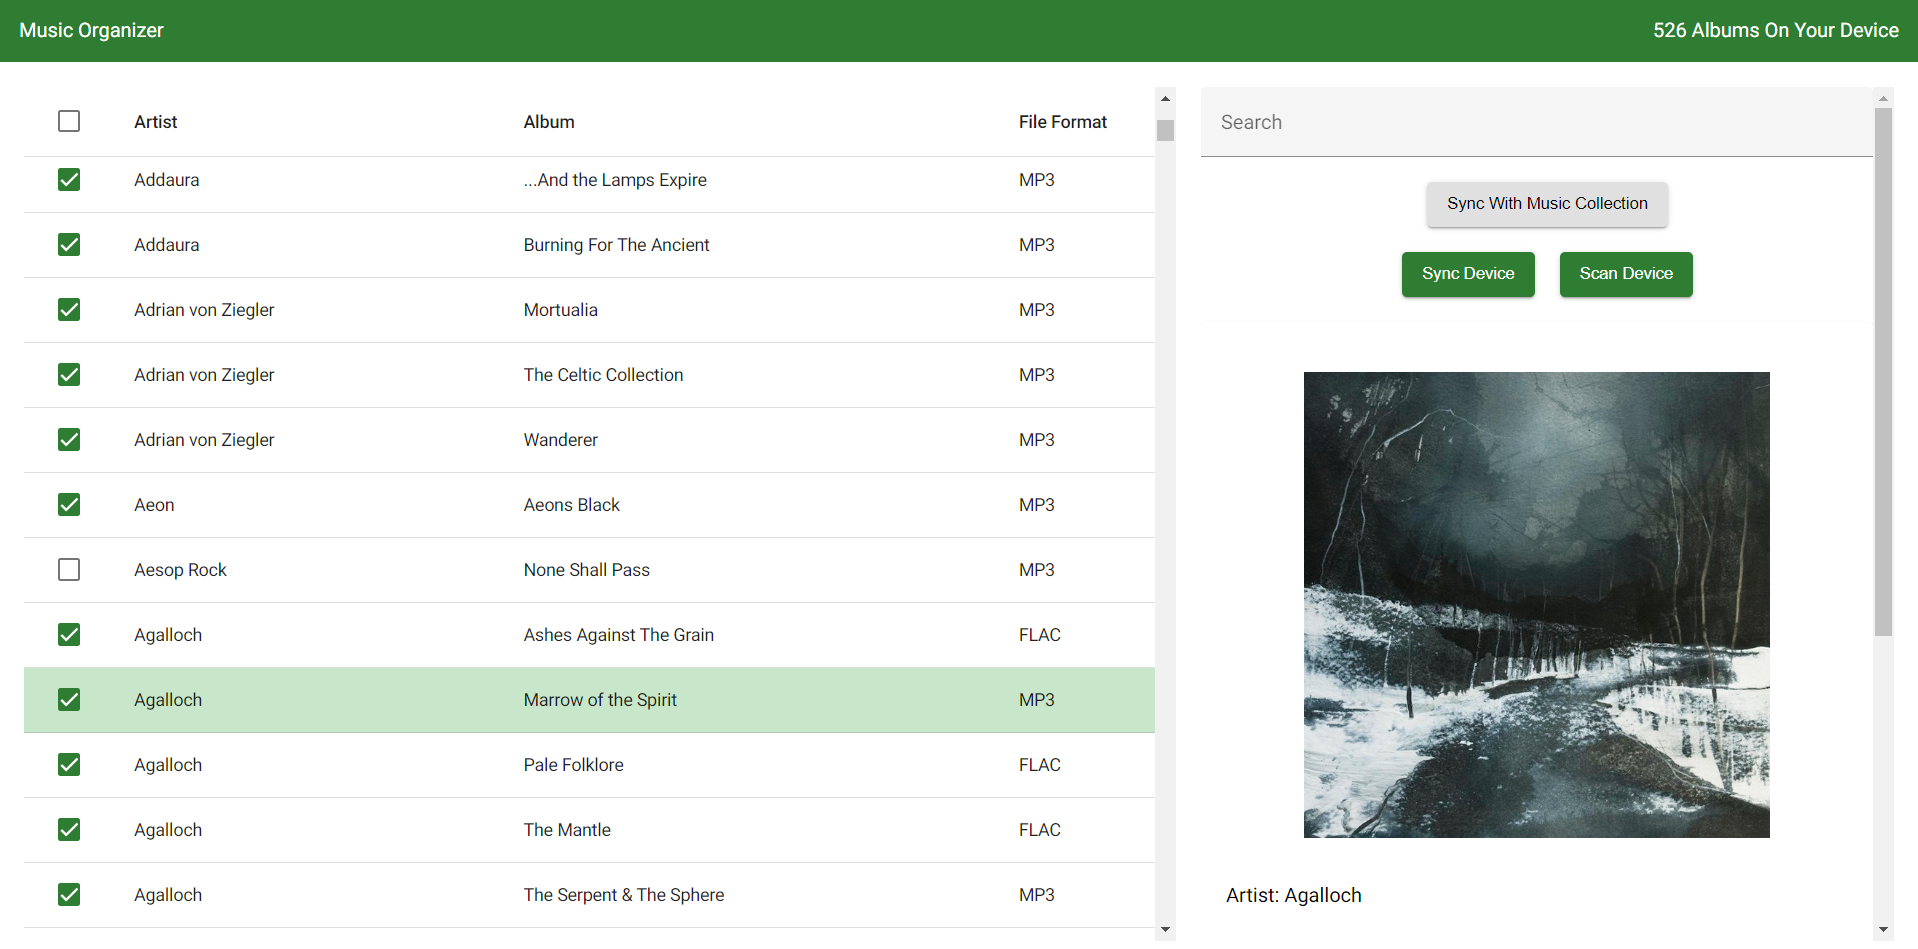 Music Organizer
526 Albums On Your Device
Artist Album File Format
Addaura ...And the Lamps Expire MP3
Addaura Burning For The Ancient MP3
Adrian von Ziegler Mortualia MP3
Adrian von Ziegler The Celtic Collection MP3
Adrian von Ziegler Wanderer MP3
Aeon Aeons Black MP3
Aesop Rock None Shall Pass MP3
Agalloch Ashes Against The Grain FLAC
Agalloch Marrow of the Spirit MP3
Agalloch Pale Folklore FLAC
Agalloch The Mantle FLAC
Agalloch The Serpent & The Sphere MP3
Search
Sync With Music Collection
Sync Device Scan Device
Artist: Agalloch